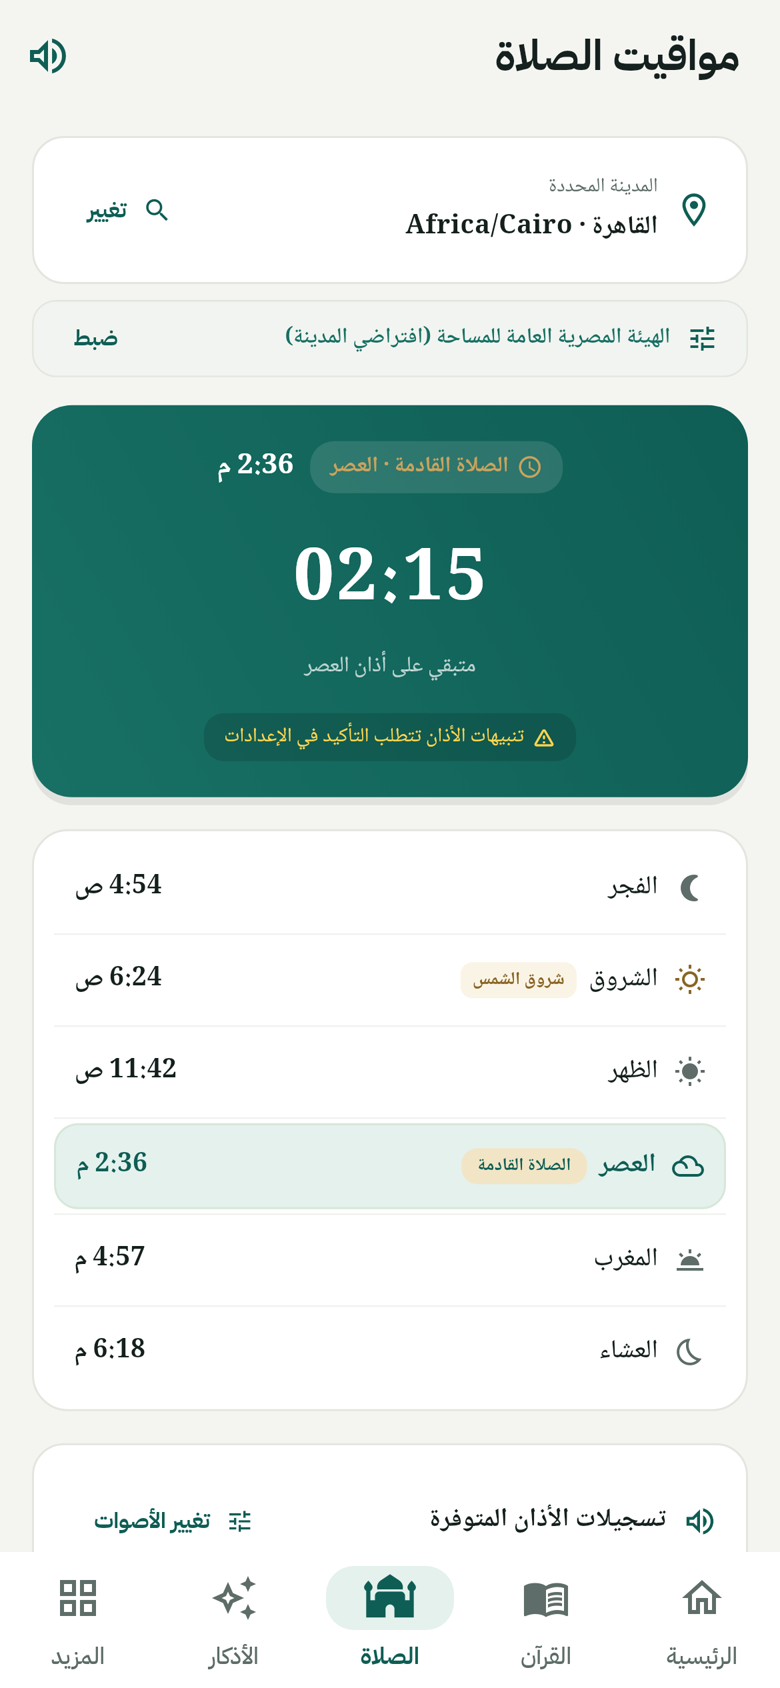 مواقيت الصلاة
المدينة المحددة
القاهرة · Africa/Cairo
تغيير
الهيئة المصرية العامة للمساحة (افتراضي المدينة)
ضبط
الصلاة القادمة · العصر
2:36 م
02:15
متبقي على أذان العصر
تنبيهات الأذان تتطلب التأكيد في الإعدادات
الفجر
4:54 ص
الشروق
شروق الشمس
6:24 ص
الظهر
11:42 ص
العصر
الصلاة القادمة
2:36 م
المغرب
4:57 م
العشاء
6:18 م
تسجيلات الأذان المتوفرة
تغيير الأصوات
الرئيسية
القرآن
الصلاة
الأذكار
المزيد